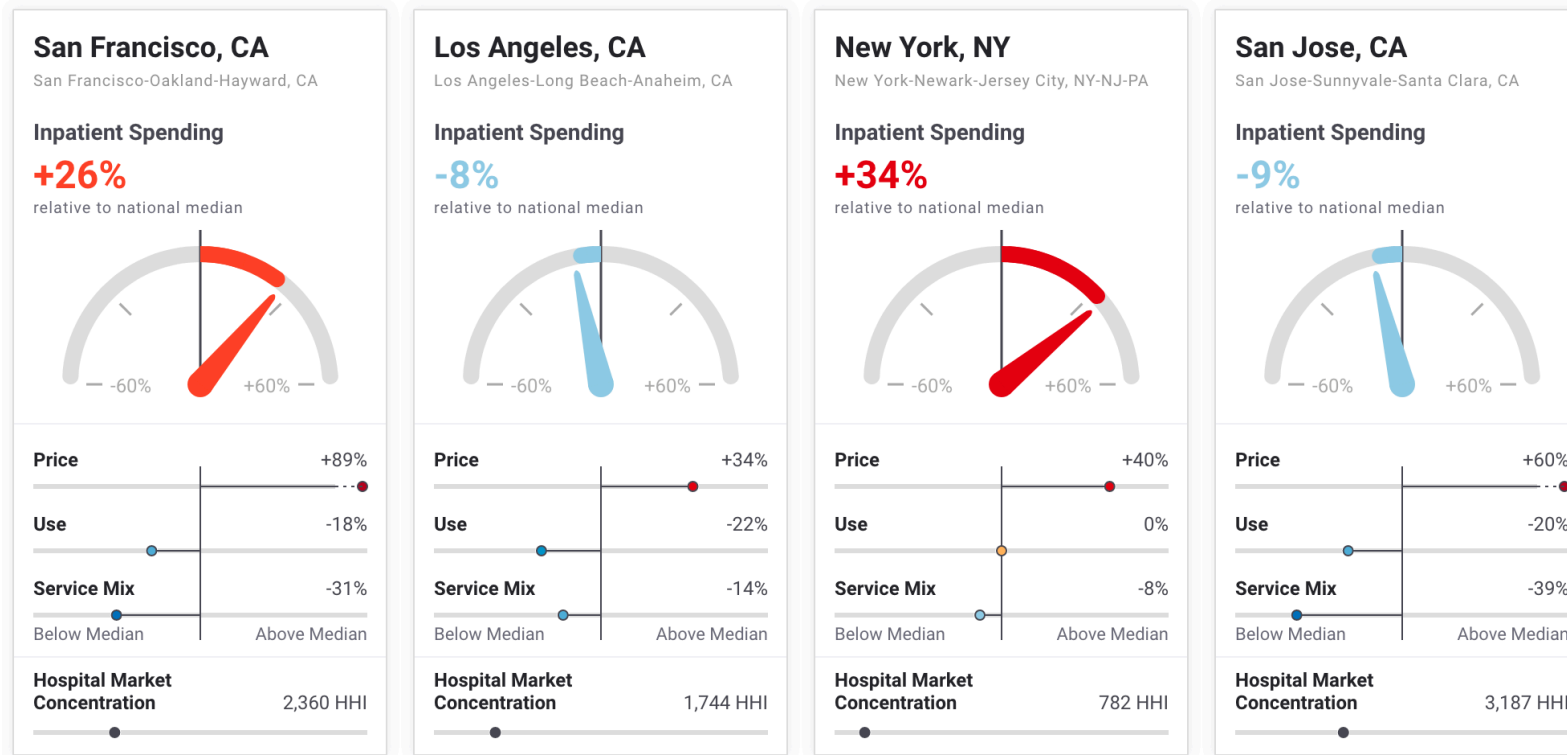 San Francisco, CA
San Francisco-Oakland-Hayward, CA
Inpatient Spending
+26%
relative to national median
-60%
+60%
Price
+89%
Use
-18%
Service Mix
-31%
Below Median
Above Median
Hospital Market
Concentration
2,360 HHI
Los Angeles, CA
Los Angeles-Long Beach-Anaheim, CA
Inpatient Spending
-8%
relative to national median
-60%
+60%
Price
+34%
Use
-22%
Service Mix
-14%
Below Median
Above Median
Hospital Market
Concentration
1,744 HHI
New York, NY
New York-Newark-Jersey City, NY-NJ-PA
Inpatient Spending
+34%
relative to national median
-60%
+60%
Price
+40%
Use
0%
Service Mix
-8%
Below Median
Above Median
Hospital Market
Concentration
782 HHI
San Jose, CA
San Jose-Sunnyvale-Santa Clara, CA
Inpatient Spending
-9%
relative to national median
-60%
+60%
Price
+60%
Use
-20%
Service Mix
-39%
Below Median
Above Median
Hospital Market
Concentration
3,187 HHI